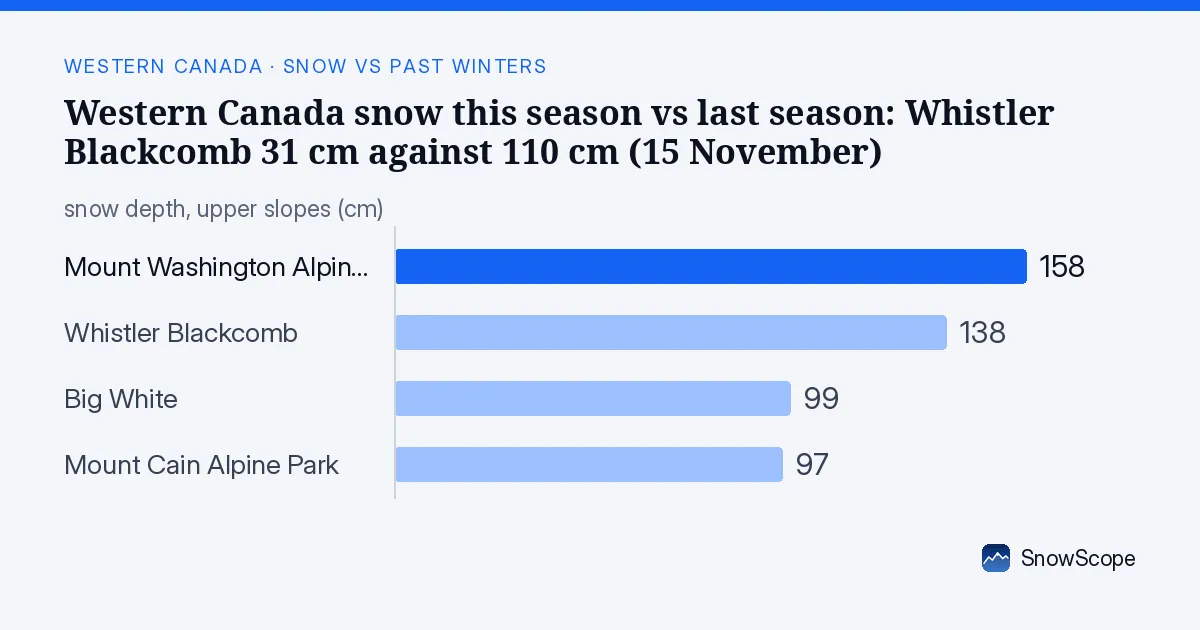 WESTERN CANADA · SNOW VS PAST WINTERS
Western Canada snow this season vs last season: Whistler
Blackcomb 31 cm against 110 cm (15 November)
snow depth, upper slopes (cm)
Mount Washington Alpin... 158
Whistler Blackcomb 138
Big White 99
Mount Cain Alpine Park 97
SnowScope